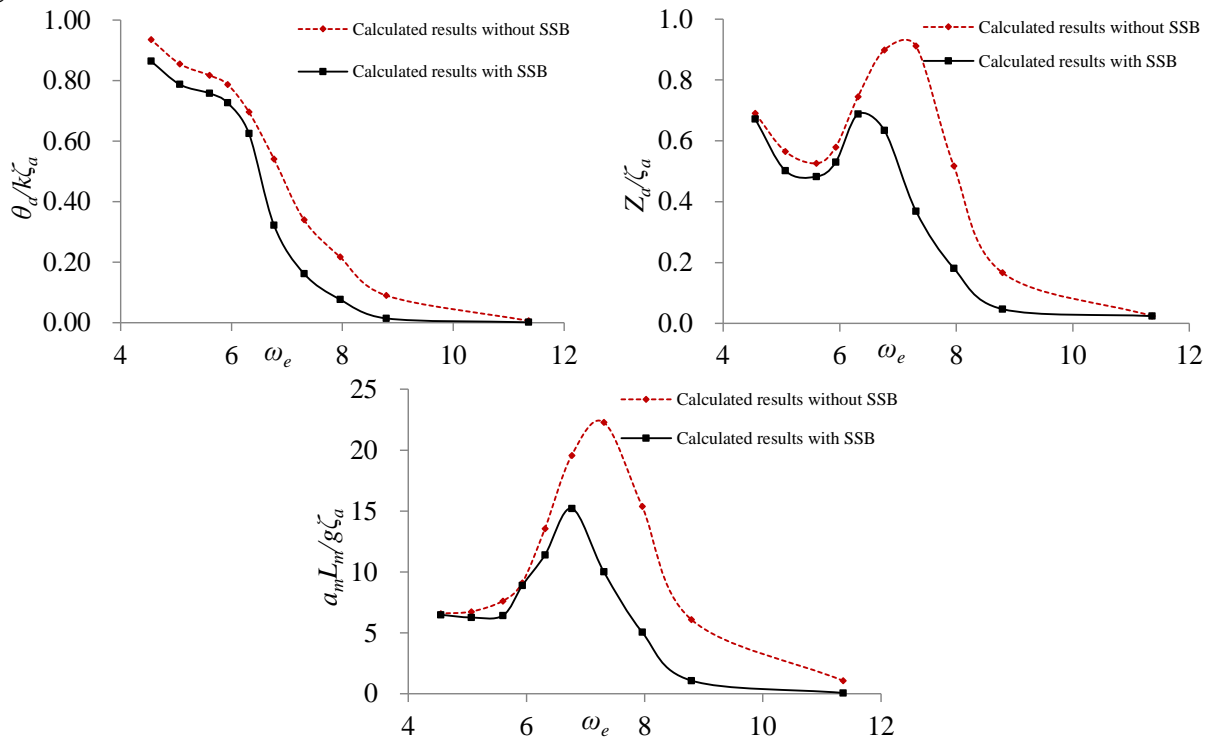 1.00
0.80
0.60
0.40
0.20
0.00
θₐ/kζₐ
4 6 8 10 12
ωₑ
Calculated results without SSB
Calculated results with SSB
1.0
0.8
0.6
0.4
0.2
0.0
Zₐ/ζₐ
4 6 8 10 12
ωₑ
Calculated results without SSB
Calculated results with SSB
25
20
15
10
5
0
aₘLₘ/gζₐ
4 6 8 10 12
ωₑ
Calculated results without SSB
Calculated results with SSB